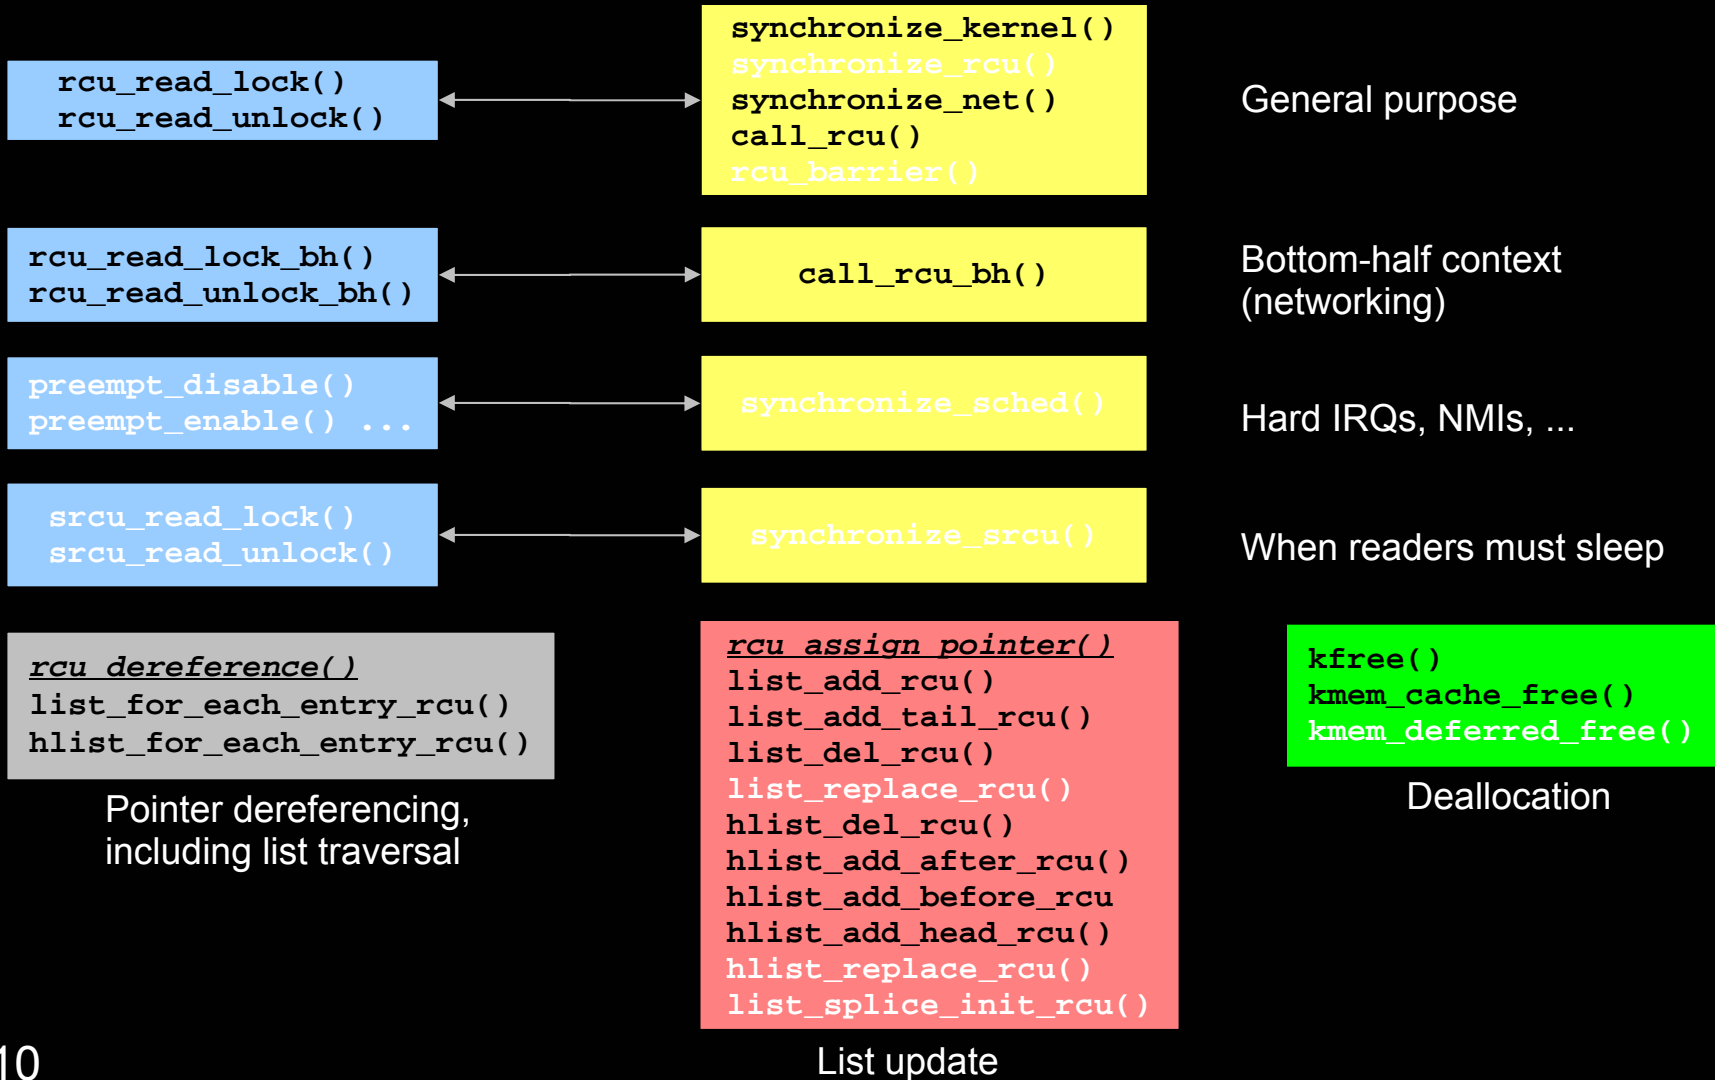 synchronize_kernel()
synchronize_rcu()
synchronize_net()
call_rcu()
rcu_barrier()
rcu_read_lock()
rcu_read_unlock()
General purpose
rcu_read_lock_bh()
rcu_read_unlock_bh()
call_rcu_bh()
Bottom-half context
(networking)
preempt_disable()
preempt_enable() ...
synchronize_sched()
Hard IRQs, NMIs, ...
srcu_read_lock()
srcu_read_unlock()
synchronize_srcu()
When readers must sleep
rcu_dereference()
list_for_each_entry_rcu()
hlist_for_each_entry_rcu()
Pointer dereferencing,
including list traversal
rcu_assign_pointer()
list_add_rcu()
list_add_tail_rcu()
list_del_rcu()
list_replace_rcu()
hlist_del_rcu()
hlist_add_after_rcu()
hlist_add_before_rcu
hlist_add_head_rcu()
hlist_replace_rcu()
list_splice_init_rcu()
List update
kfree()
kmem_cache_free()
kmem_deferred_free()
Deallocation
10